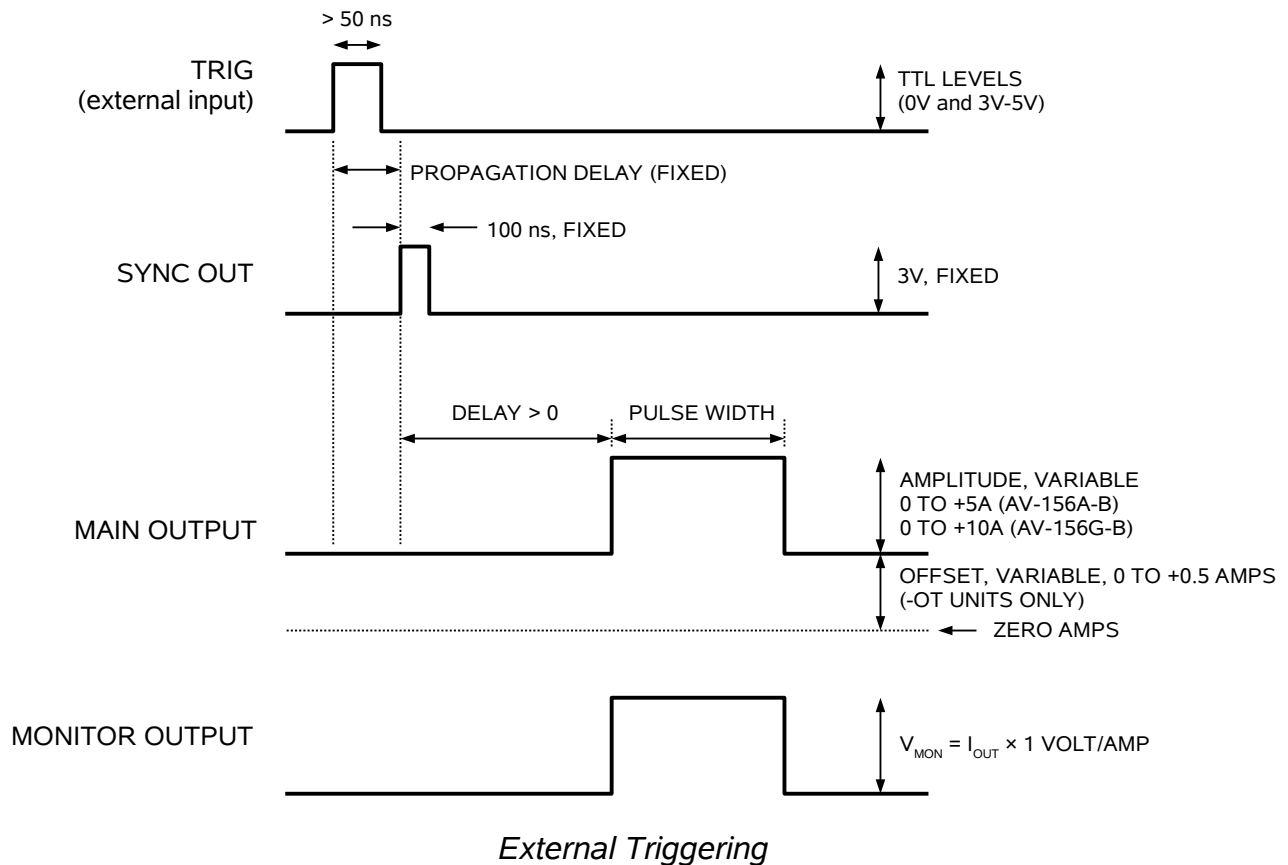 > 50 ns
TRIG
(external input)
TTL LEVELS
(0V and 3V-5V)
PROPAGATION DELAY (FIXED)
100 ns, FIXED
SYNC OUT
3V, FIXED
DELAY > 0
PULSE WIDTH
MAIN OUTPUT
AMPLITUDE, VARIABLE
0 TO +5A (AV-156A-B)
0 TO +10A (AV-156G-B)
OFFSET, VARIABLE, 0 TO +0.5 AMPS
(-OT UNITS ONLY)
ZERO AMPS
MONITOR OUTPUT
VMON = IOUT × 1 VOLT/AMP
External Triggering